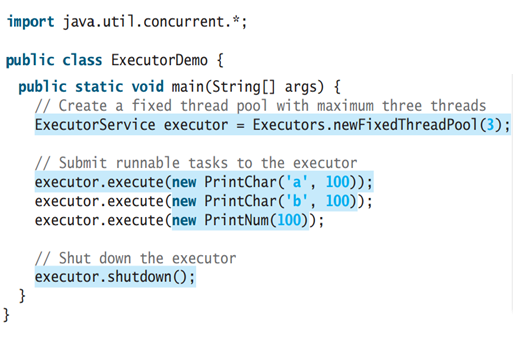 import java.util.concurrent.*;
public class ExecutorDemo {
public static void main(String[] args) {
// Create a fixed thread pool with maximum three threads
ExecutorService executor = Executors.newFixedThreadPool(3);
// Submit runnable tasks to the executor
executor.execute(new PrintChar('a', 100));
executor.execute(new PrintChar('b', 100));
executor.execute(new PrintNum(100));
// Shut down the executor
executor.shutdown();
}
}